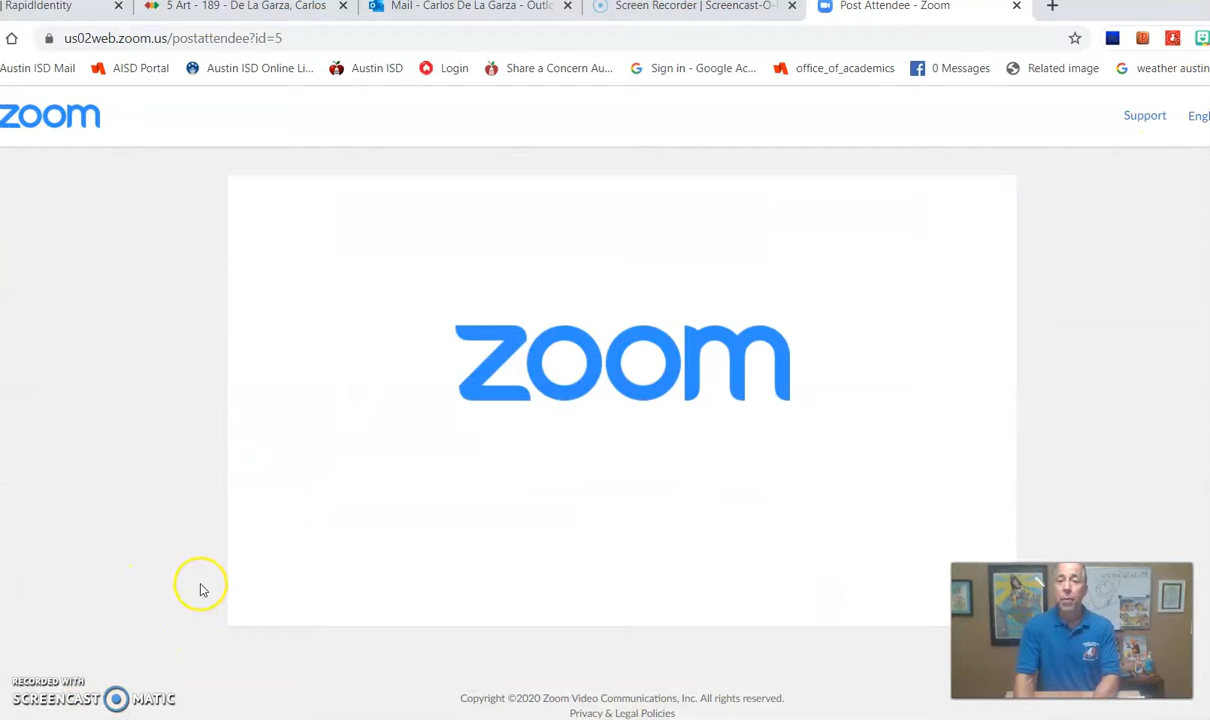 RapidIdentity
5 Art - 189 - De La Garza, Carlos
Mail - Carlos De La Garza - Outlo
Screen Recorder | Screencast-O-
Post Attendee - Zoom
us02web.zoom.us/postattendee?id=5
Austin ISD Mail
AISD Portal
Austin ISD Online Li...
Austin ISD
Login
Share a Concern Au...
Sign in - Google Ac...
office_of_academics
0 Messages
Related image
weather austin
zoom
Support
Engl
zoom
RECORDED WITH
SCREENCAST MATIC
Copyright ©2020 Zoom Video Communications, Inc. All rights reserved.
Privacy & Legal Policies